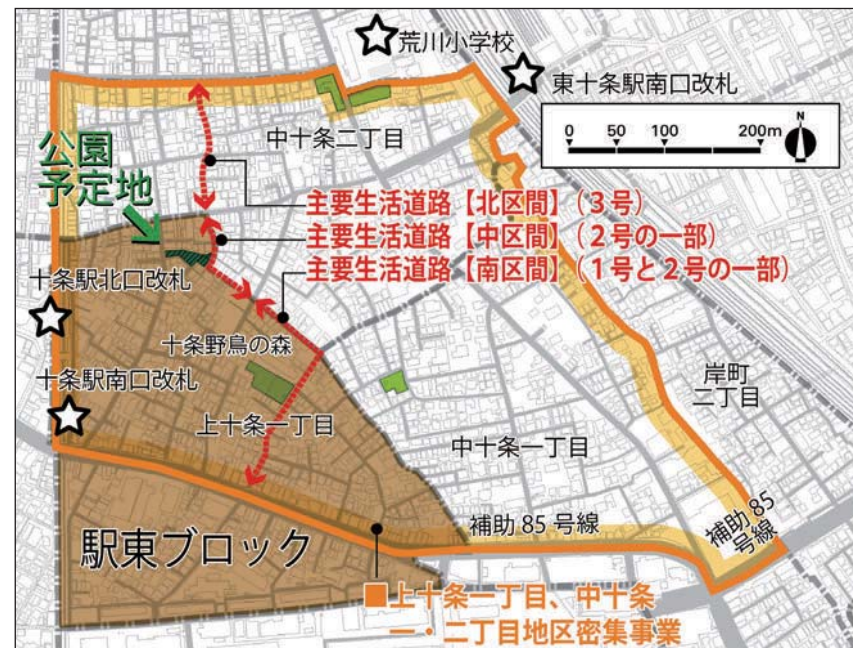 荒川小学校
東十条駅南口改札
0 50 100 200m
N
中十条二丁目
公園
予定地
主要生活道路【北区間】(3号)
主要生活道路【中区間】(2号の一部)
主要生活道路【南区間】(1号と2号の一部)
十条駅北口改札
十条野鳥の森
十条駅南口改札
上十条一丁目
岸町
二丁目
中十条一丁目
補助85号線
補助85
号線
駅東ブロック
■上十条一丁目、中十条
一・二丁目地区密集事業